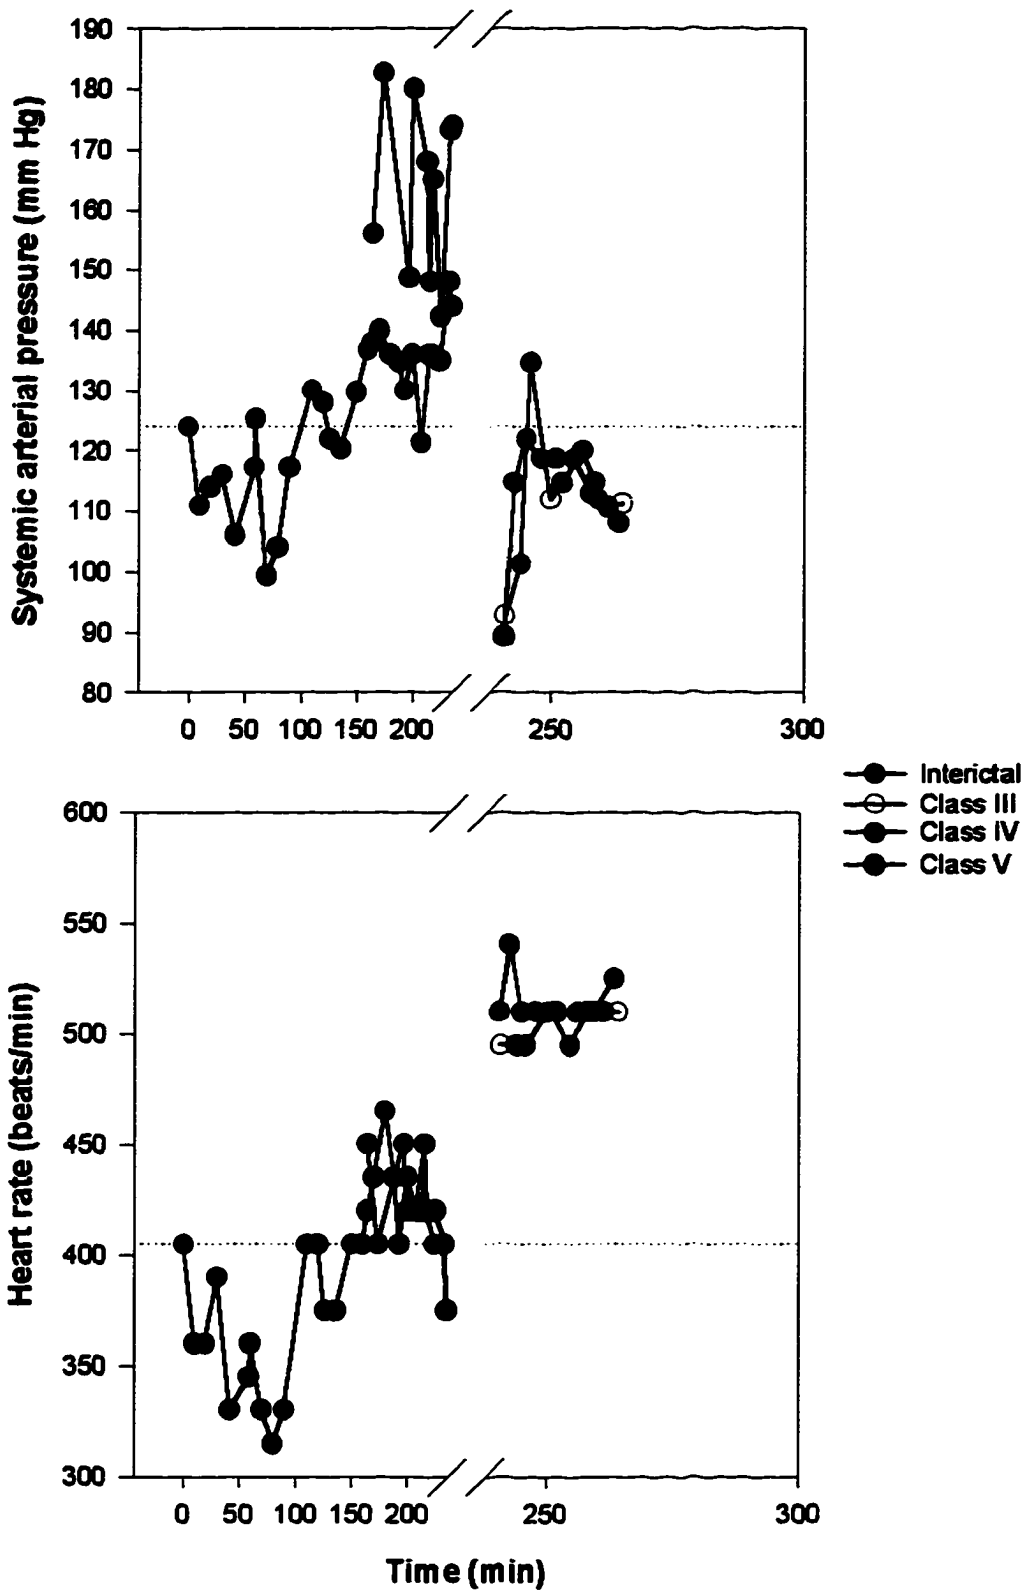 190
180
170
160
150
140
130
120
110
100
90
80
Systemic arterial pressure (mm Hg)
0 50 100 150 200 250 300
Interictal
Class III
Class IV
Class V
600
550
500
450
400
350
300
Heart rate (beats/min)
0 50 100 150 200 250 300
Time (min)